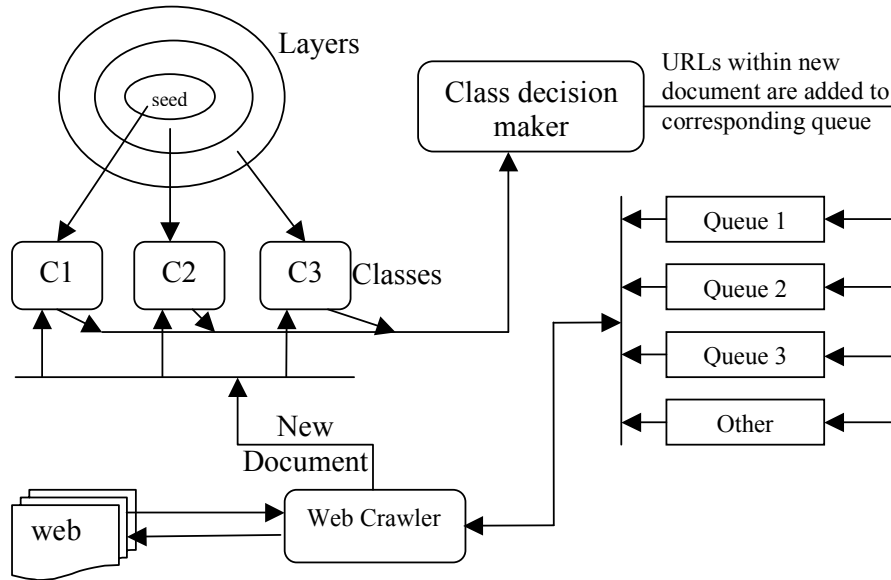 Layers
seed
Class decision
maker
URLs within new
document are added to
corresponding queue
C1
C2
C3
Classes
Queue 1
Queue 2
Queue 3
Other
New
Document
Web Crawler
web